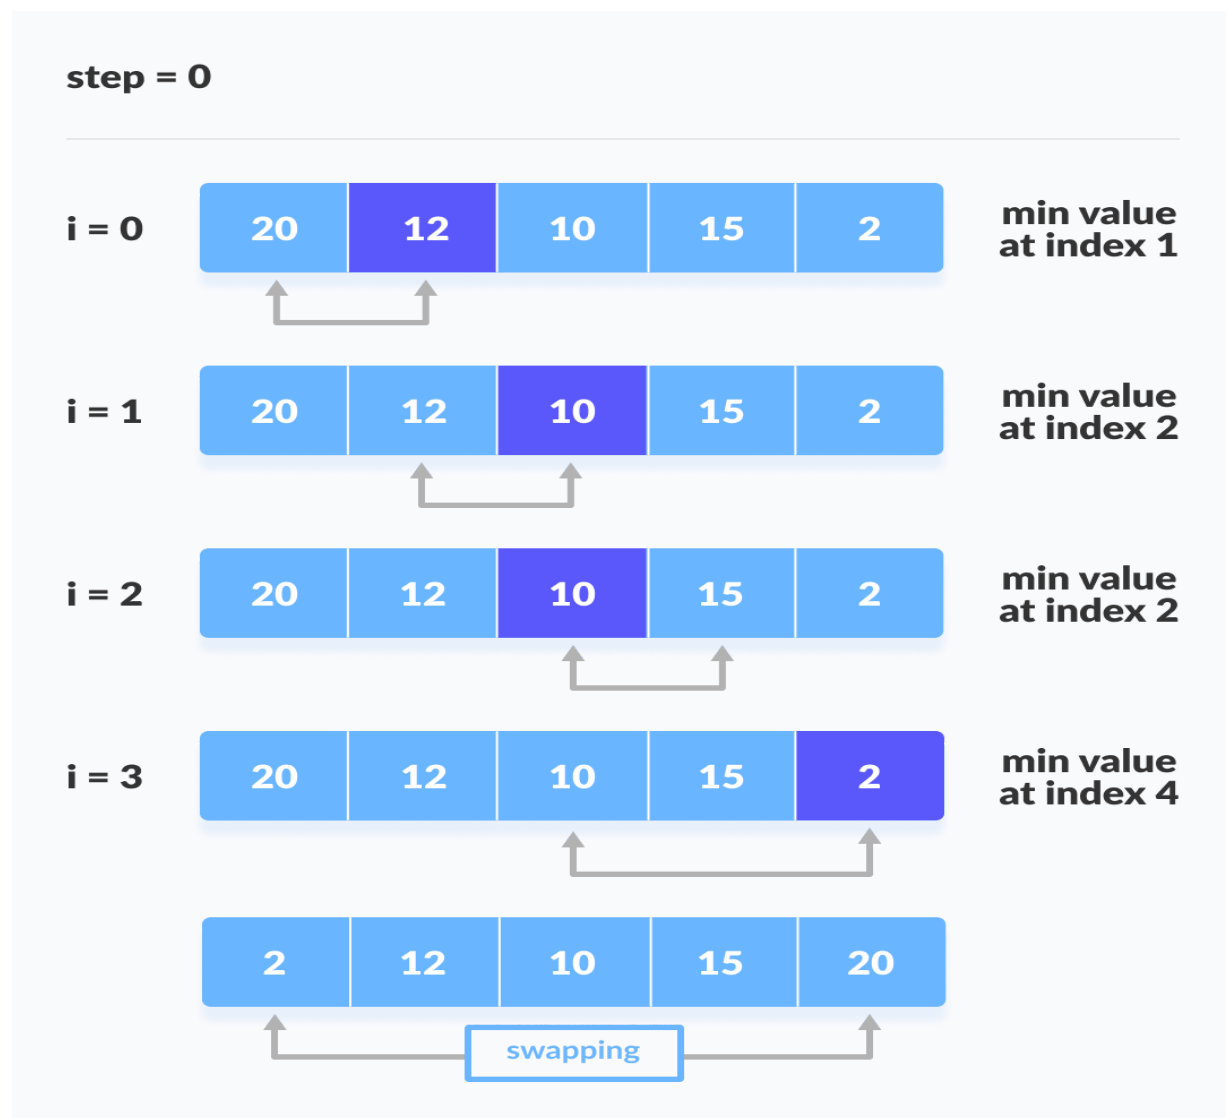 step = 0
i = 0 20 12 10 15 2 min value
at index 1
i = 1 20 12 10 15 2 min value
at index 2
i = 2 20 12 10 15 2 min value
at index 2
i = 3 20 12 10 15 2 min value
at index 4
2 12 10 15 20
swapping